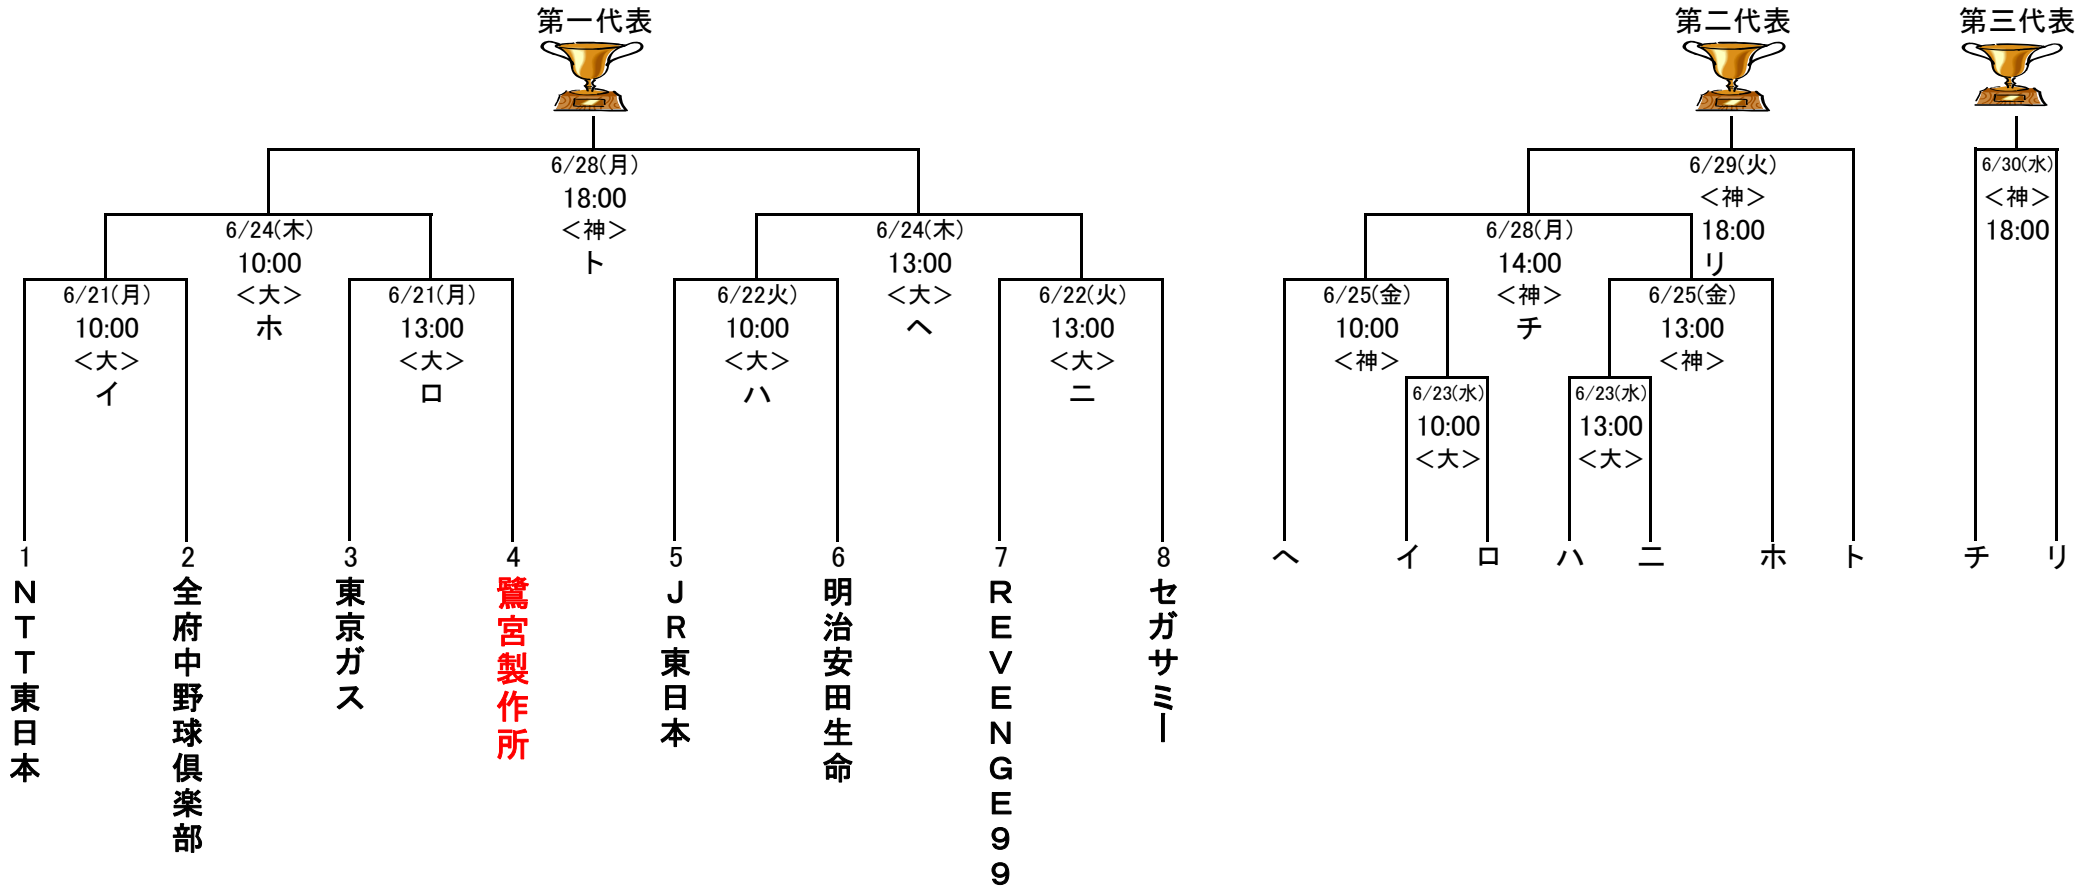 第一代表
第二代表
第三代表
6/28(月)
18:00
＜神＞
ト
6/24(木)
10:00
＜大＞
ホ
6/24(木)
13:00
＜大＞
ヘ
6/21(月)
10:00
＜大＞
イ
6/21(月)
13:00
＜大＞
ロ
6/22火)
10:00
＜大＞
ハ
6/22(火)
13:00
＜大＞
ニ
6/29(火)
＜神＞
18:00
リ
6/28(月)
14:00
＜神＞
チ
6/25(金)
10:00
＜神＞
6/25(金)
13:00
＜神＞
6/23(水)
10:00
＜大＞
6/23(水)
13:00
＜大＞
6/30(水)
＜神＞
18:00
1
ＮＴＴ東日本
2
全府中野球倶楽部
3
東京ガス
4
鷺宮製作所
5
ＪＲ東日本
6
明治安田生命
7
ＲＥＶＥＮＧＥ９９
8
セガサミー
ヘ
イ
ロ
ハ
ニ
ホ
ト
チ
リ